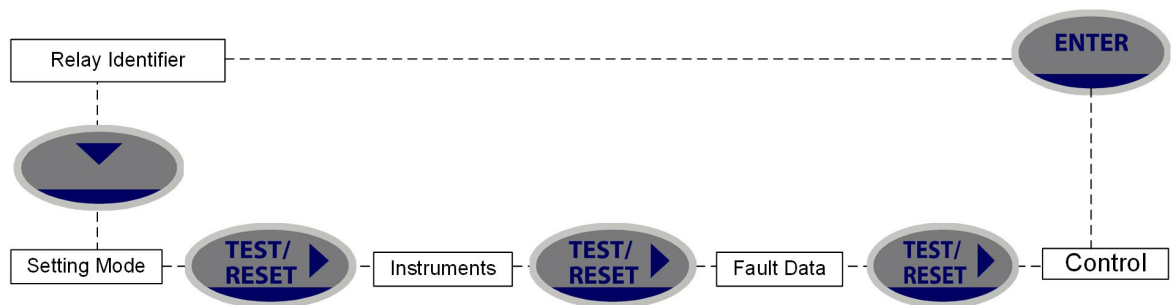 ENTER
Relay Identifier
Setting Mode
TEST/
RESET
Instruments
TEST/
RESET
Fault Data
TEST/
RESET
Control